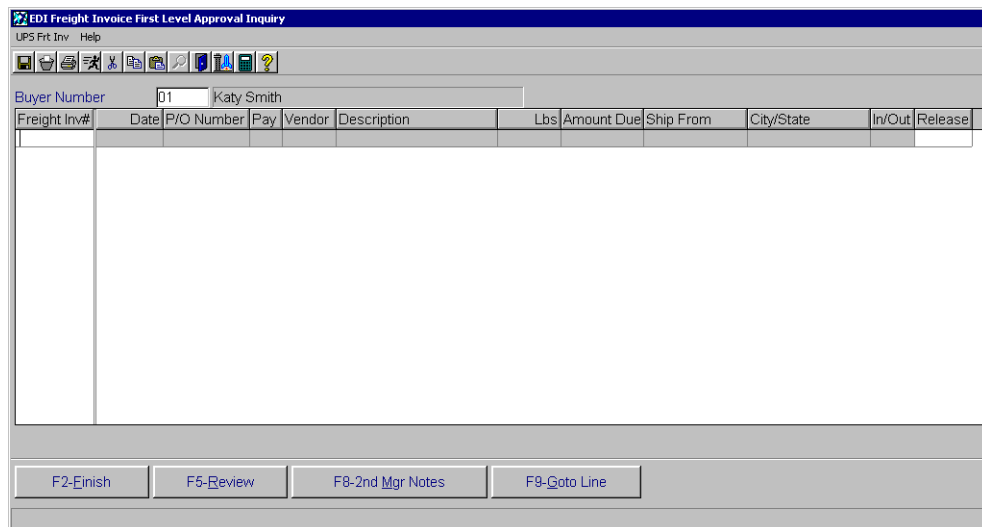 EDI Freight Invoice First Level Approval Inquiry
UPS Frt Inv Help
Buyer Number 01 Katy Smith
Freight Inv# Date P/O Number Pay Vendor Description Lbs Amount Due Ship From City/State In/Out Release
F2-Finish F5-Review F8-2nd Mgr Notes F9-Goto Line